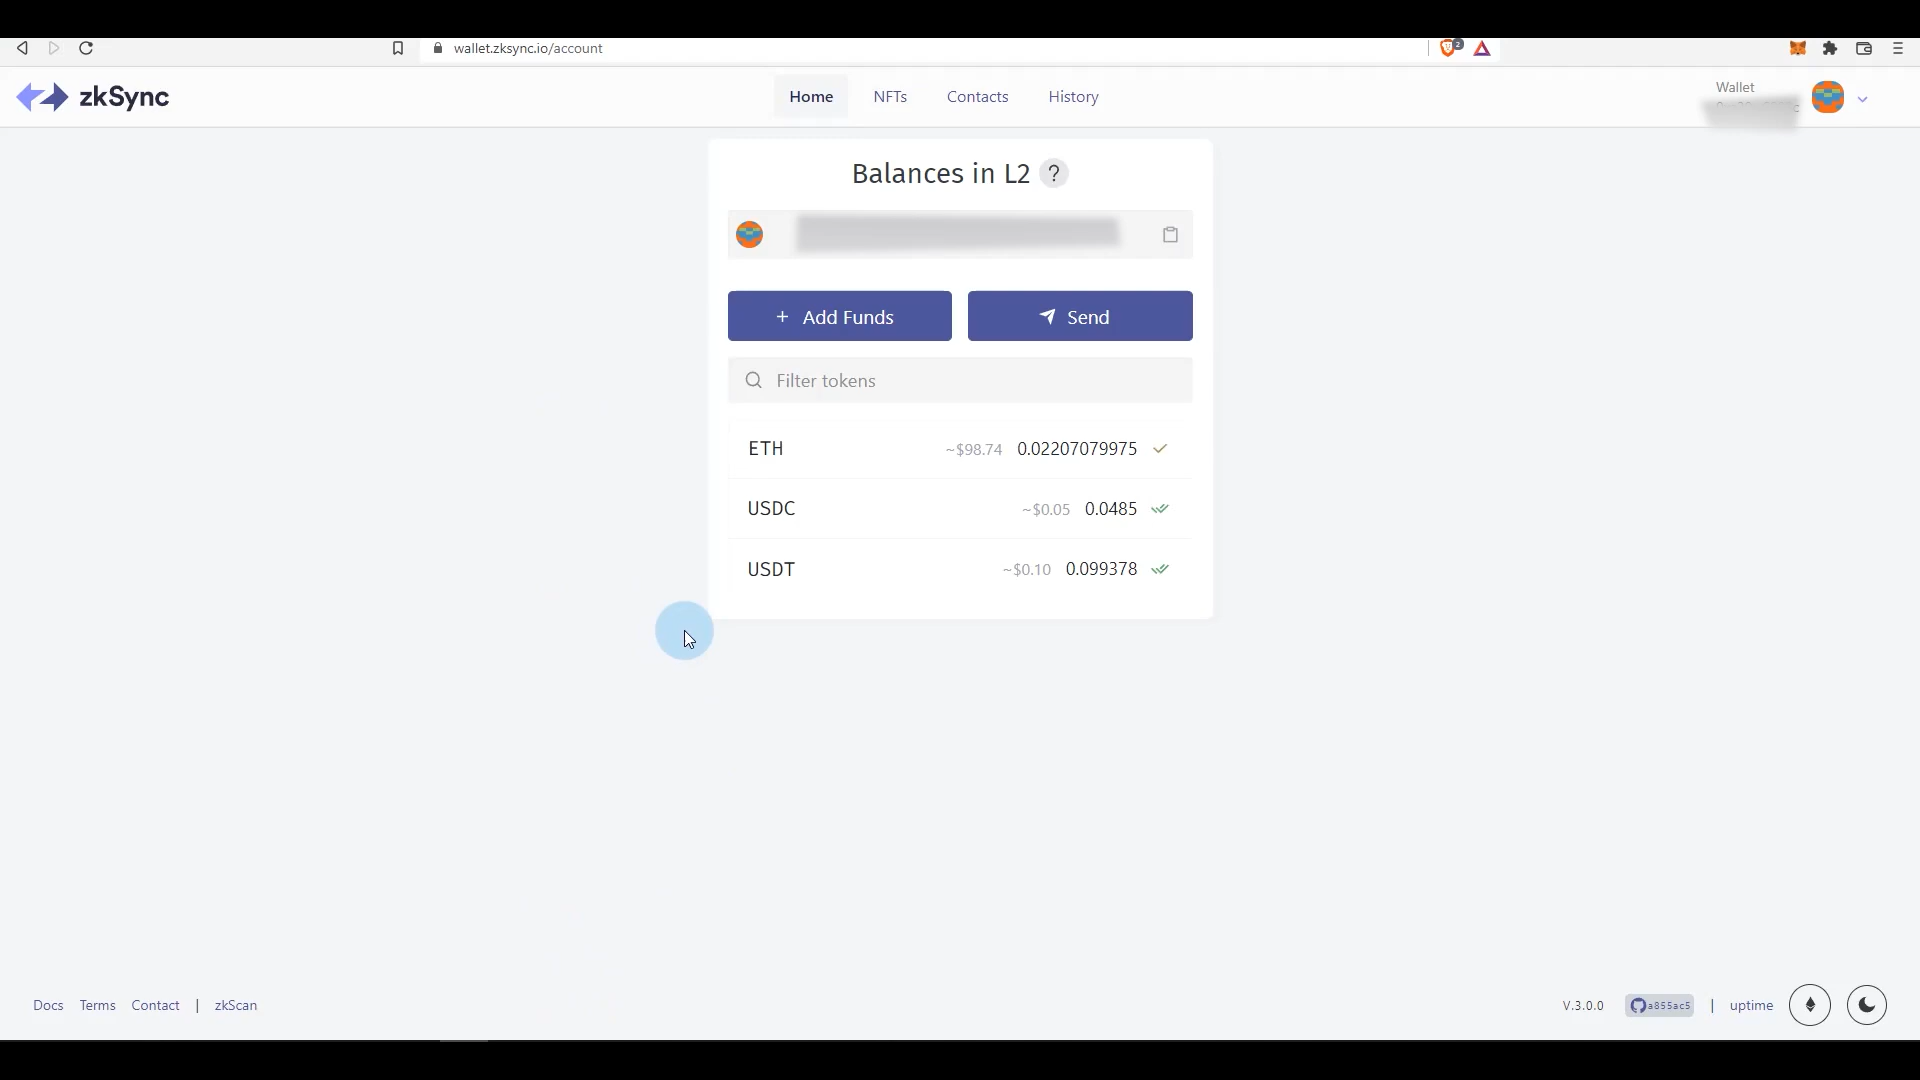 wallet.zksync.io/account
2
zkSync
Home
NFTs
Contacts
History
Wallet
Balances in L2 ?
+ Add Funds
Send
Filter tokens
ETH ~$98.74 0.02207079975
USDC ~$0.05 0.0485
USDT ~$0.10 0.099378
Docs Terms Contact | zkScan
V.3.0.0 a855ac5 | uptime